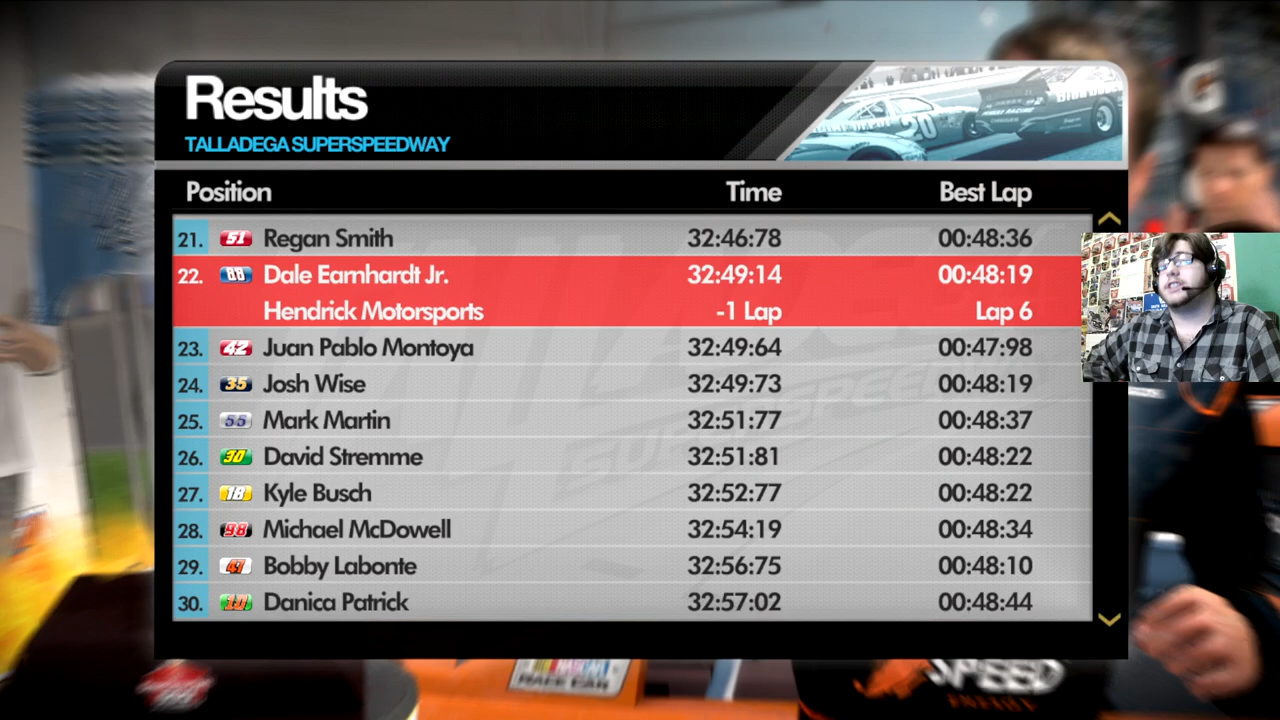 Results
TALLADEGA SUPERSPEEDWAY
20
Position Time Best Lap
21. 51 Regan Smith 32:46:78 00:48:36
22. 88 Dale Earnhardt Jr. 32:49:14 00:48:19
Hendrick Motorsports -1 Lap Lap 6
23. 42 Juan Pablo Montoya 32:49:64 00:47:98
24. 35 Josh Wise 32:49:73 00:48:19
25. 55 Mark Martin 32:51:77 00:48:37
26. 30 David Stremme 32:51:81 00:48:22
27. 18 Kyle Busch 32:52:77 00:48:22
28. 98 Michael McDowell 32:54:19 00:48:34
29. 47 Bobby Labonte 32:56:75 00:48:10
30. 10 Danica Patrick 32:57:02 00:48:44
NASCAR
RACE CAR
SPEED
ENERGY